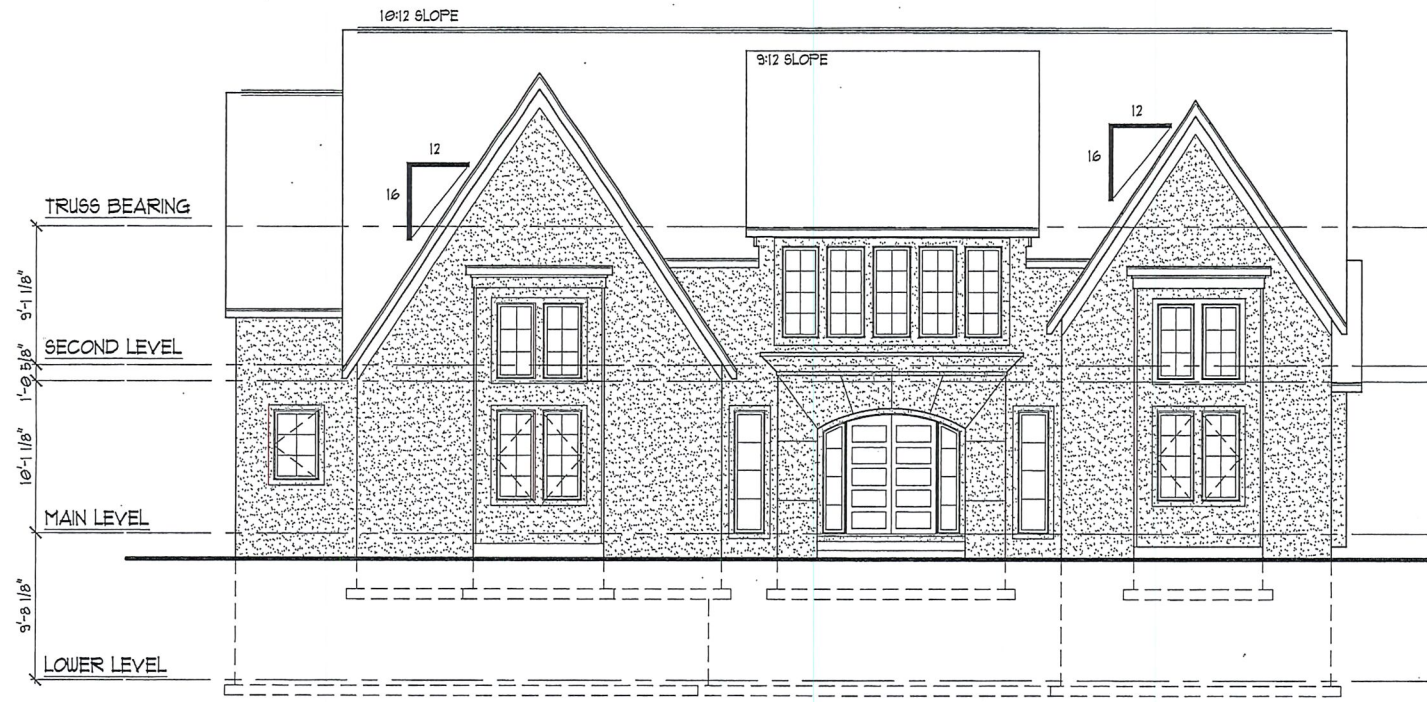 10:12 SLOPE
9:12 SLOPE
12
16
12
16
TRUSS BEARING
9'-1 1/8"
SECOND LEVEL
1'-0 5/8"
10'-1 1/8"
MAIN LEVEL
9'-8 1/8"
LOWER LEVEL